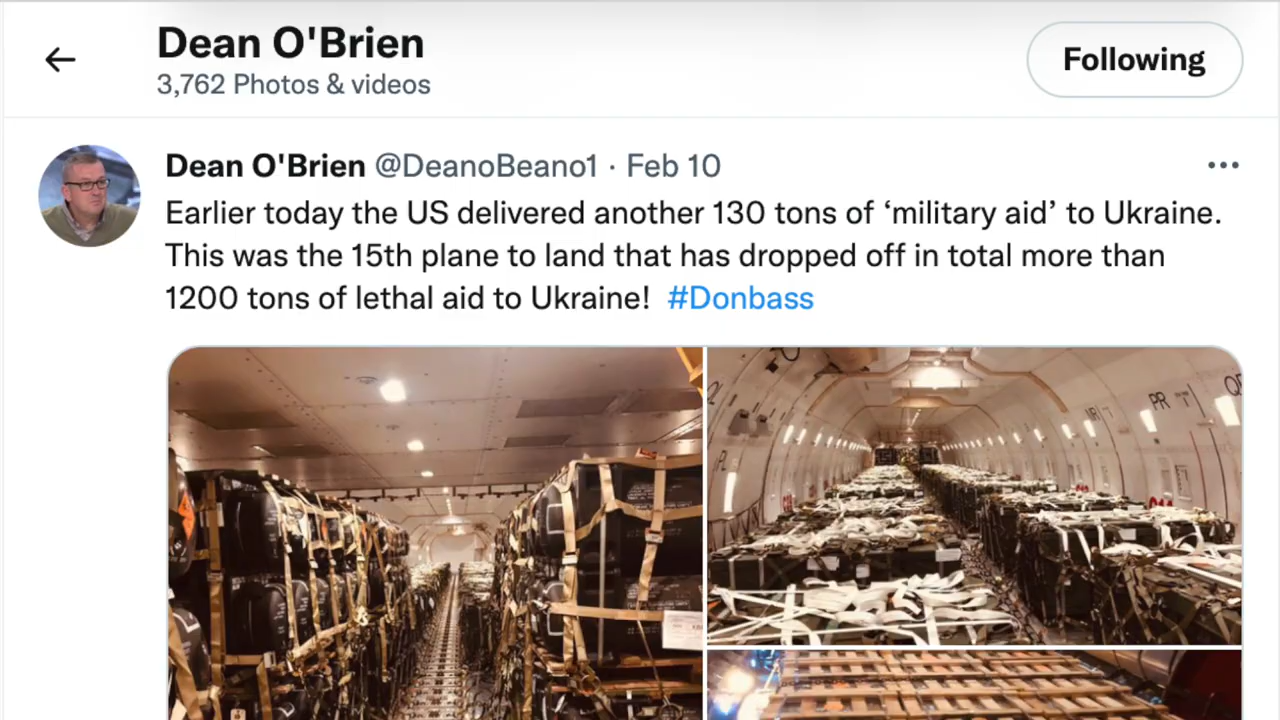 Dean O'Brien
3,762 Photos & videos
Following
Dean O'Brien @DeanoBeano1 · Feb 10
Earlier today the US delivered another 130 tons of ‘military aid’ to Ukraine.
This was the 15th plane to land that has dropped off in total more than
1200 tons of lethal aid to Ukraine! #Donbass
PR